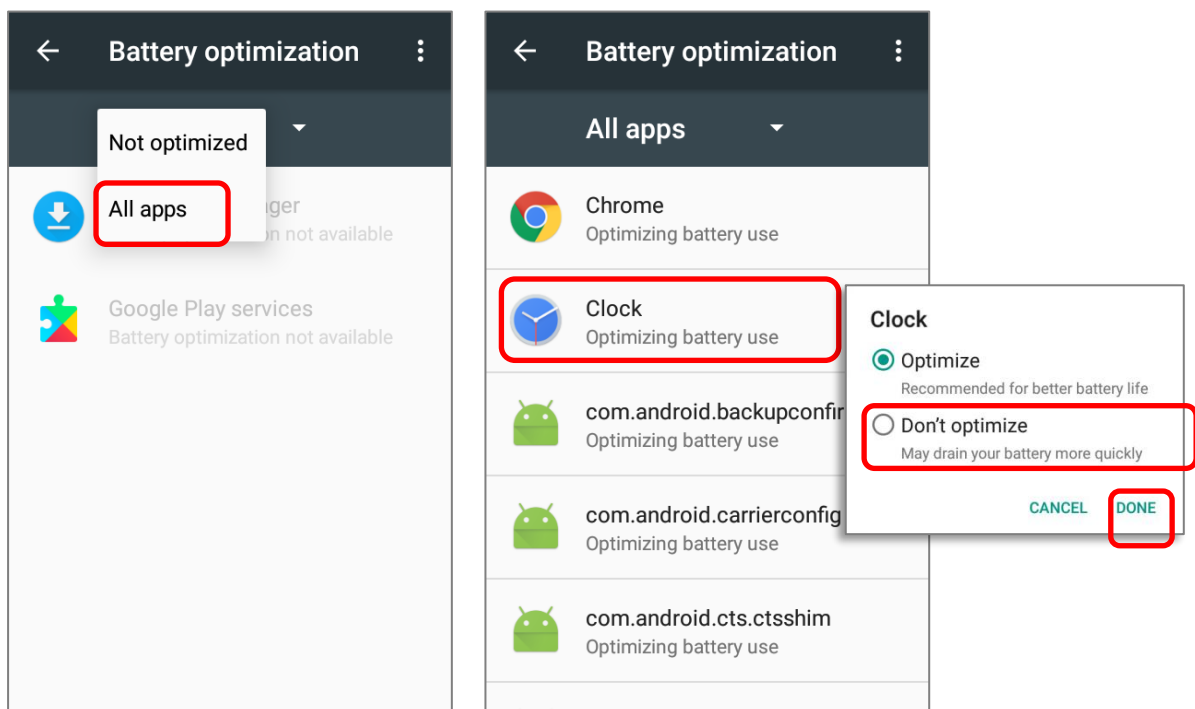 Battery optimization
Not optimized
All apps
ger
n not available
Google Play services
Battery optimization not available
Battery optimization
All apps
Chrome
Optimizing battery use
Clock
Optimizing battery use
com.android.backupconfir
Optimizing battery use
com.android.carrierconfig
Optimizing battery use
com.android.cts.ctsshim
Optimizing battery use
Clock
Optimize
Recommended for better battery life
Don't optimize
May drain your battery more quickly
CANCEL DONE